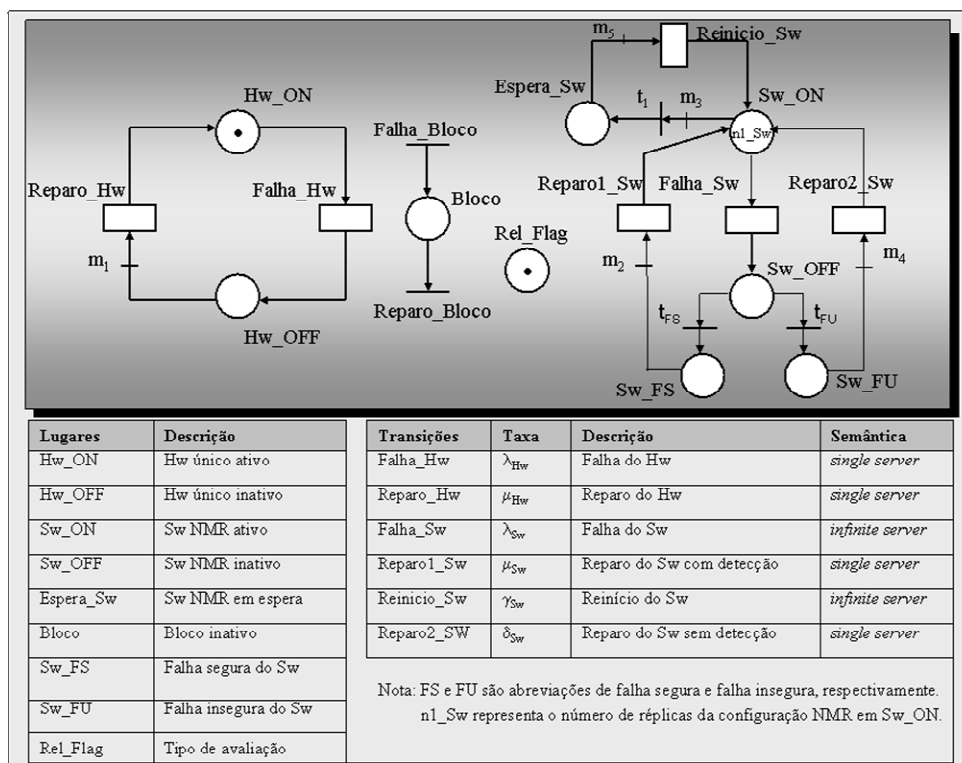 m5
Reinicio_Sw
Espera_Sw
t1
m3
Sw_ON
n1_Sw
Hw_ON
Falha_Bloco
Reparo_Hw
Falha_Hw
Bloco
Reparo1_Sw
Falha_Sw
Reparo2_Sw
Rel_Flag
m1
m2
m4
Sw_OFF
Reparo_Bloco
Hw_OFF
tFS
tFU
Sw_FS
Sw_FU
Lugares Descrição
Hw_ON Hw único ativo
Hw_OFF Hw único inativo
Sw_ON Sw NMR ativo
Sw_OFF Sw NMR inativo
Espera_Sw Sw NMR em espera
Bloco Bloco inativo
Sw_FS Falha segura do Sw
Sw_FU Falha insegura do Sw
Rel_Flag Tipo de avaliação
Transições Taxa Descrição Semântica
Falha_Hw λHw Falha do Hw single server
Reparo_Hw μHw Reparo do Hw single server
Falha_Sw λSw Falha do Sw infinite server
Reparo1_Sw μSw Reparo do Sw com detecção single server
Reinicio_Sw γSw Reinício do Sw infinite server
Reparo2_SW δSw Reparo do Sw sem detecção single server
Nota: FS e FU são abreviações de falha segura e falha insegura, respectivamente.
n1_Sw representa o número de réplicas da configuração NMR em Sw_ON.